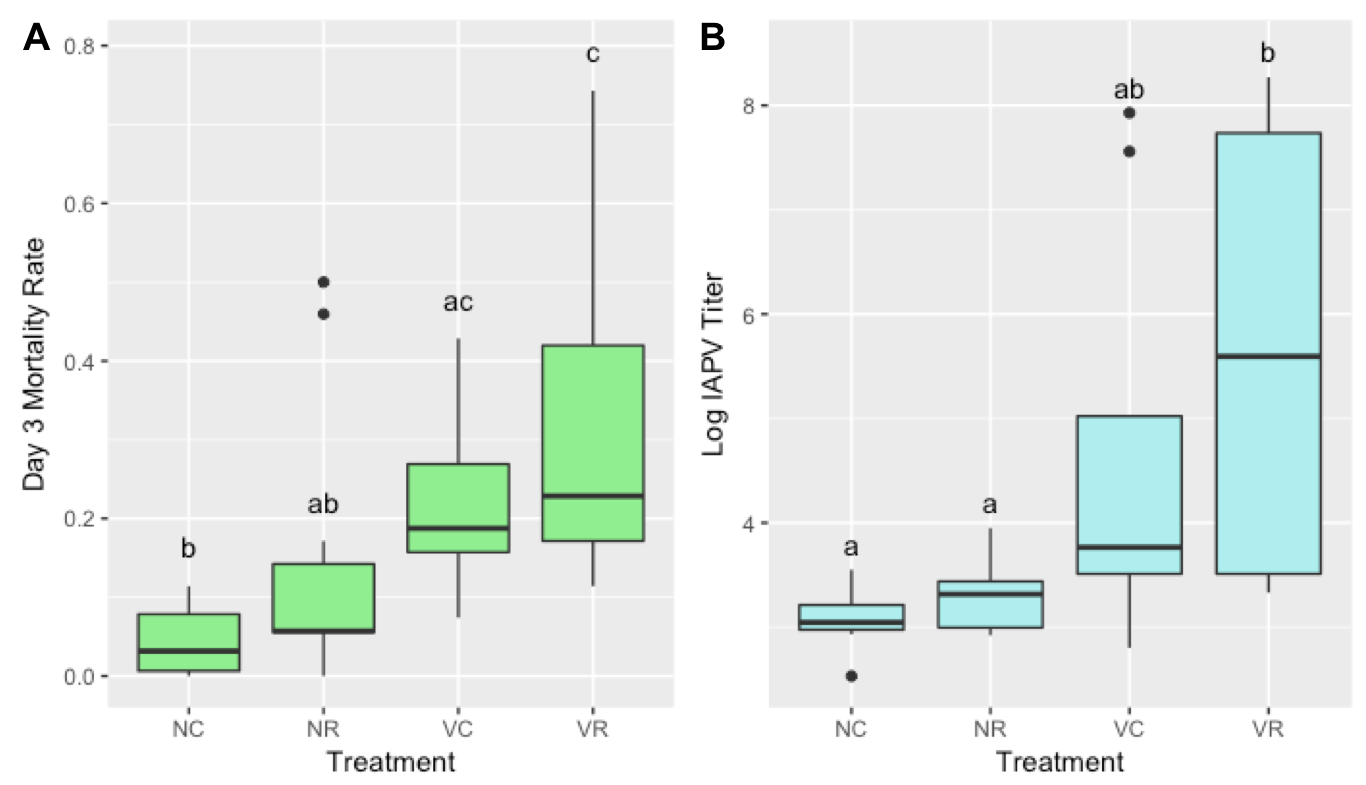 A
Day 3 Mortality Rate
0.8
0.6
0.4
0.2
0.0
b
ab
ac
c
NC NR VC VR
Treatment
B
Log IAPV Titer
8
6
4
a
a
ab
b
NC NR VC VR
Treatment